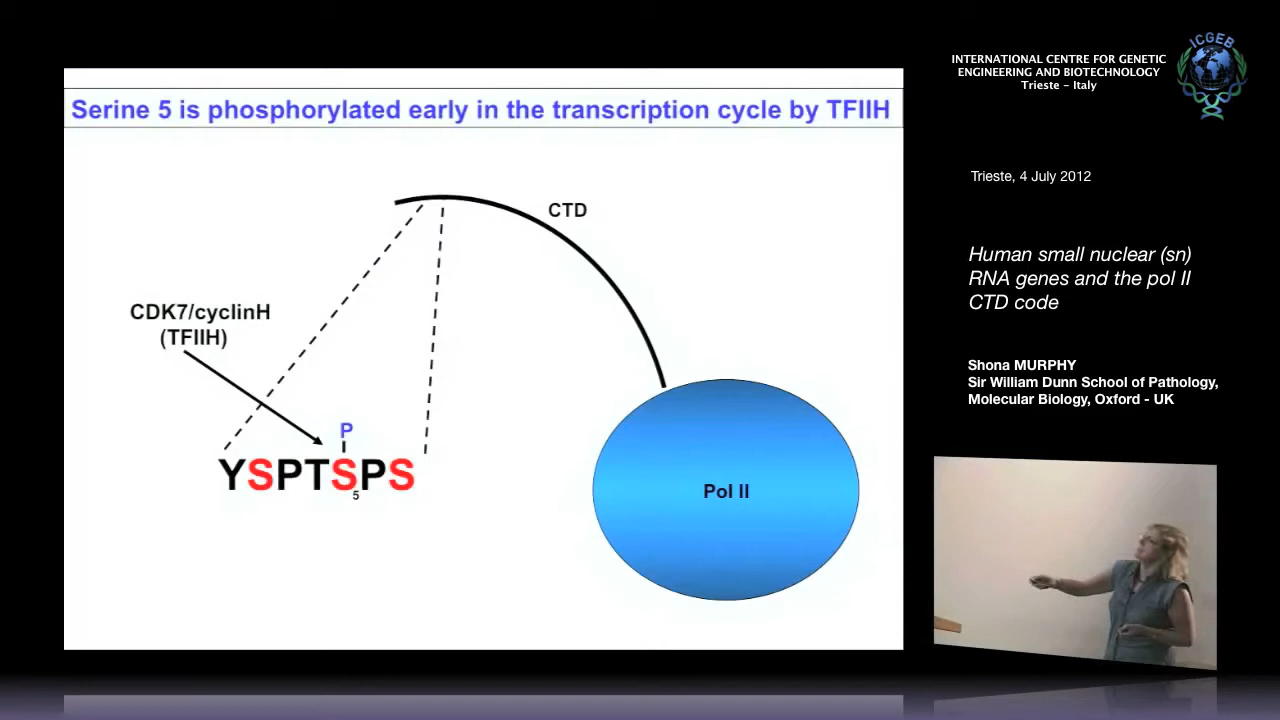 Serine 5 is phosphorylated early in the transcription cycle by TFIIH
CTD
CDK7/cyclinH
(TFIIH)
P
YSPTSPS
5
Pol II
INTERNATIONAL CENTRE FOR GENETIC
ENGINEERING AND BIOTECHNOLOGY
Trieste - Italy
ICGEB
Trieste, 4 July 2012
Human small nuclear (sn)
RNA genes and the pol II
CTD code
Shona MURPHY
Sir William Dunn School of Pathology,
Molecular Biology, Oxford - UK